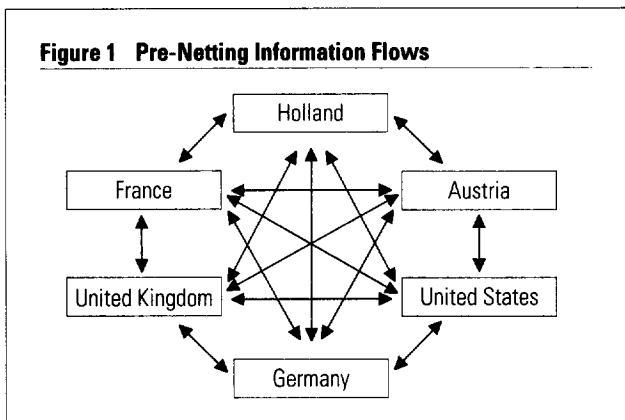 Figure 1 Pre-Netting Information Flows
Holland
France
Austria
United Kingdom
United States
Germany